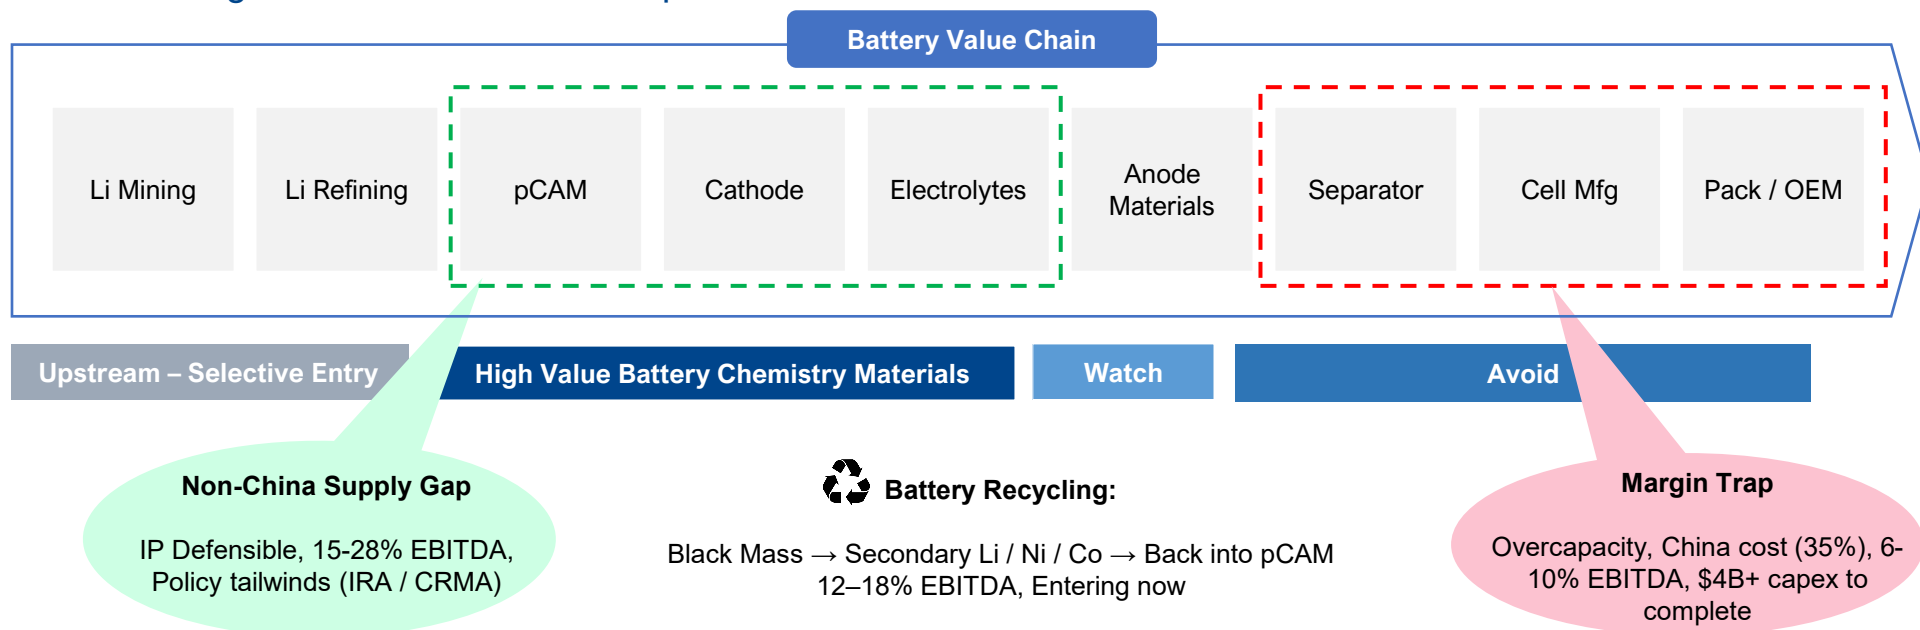 Battery Value Chain
Li Mining
Li Refining
pCAM
Cathode
Electrolytes
Anode
Materials
Separator
Cell Mfg
Pack / OEM
Upstream – Selective Entry
High Value Battery Chemistry Materials
Watch
Avoid
Non-China Supply Gap
IP Defensible, 15-28% EBITDA,
Policy tailwinds (IRA / CRMA)
Battery Recycling:
Black Mass → Secondary Li / Ni / Co → Back into pCAM
12–18% EBITDA, Entering now
Margin Trap
Overcapacity, China cost (35%), 6-
10% EBITDA, $4B+ capex to
complete